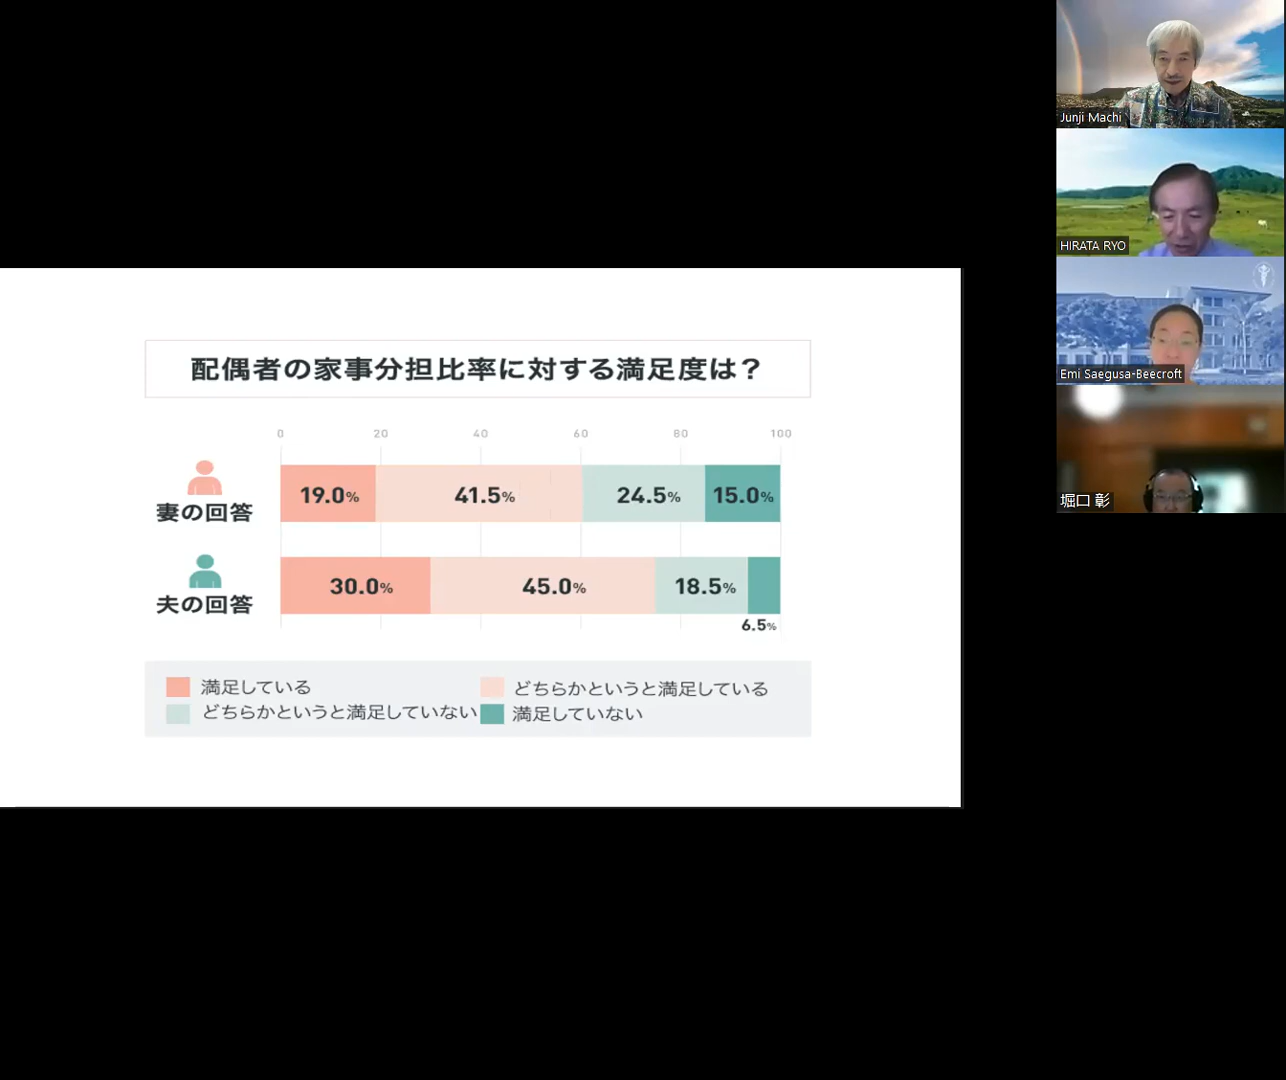 配偶者の家事分担比率に対する満足度は？
0 20 40 60 80 100
妻の回答
19.0% 41.5% 24.5% 15.0%
夫の回答
30.0% 45.0% 18.5%
6.5%
満足している
どちらかというと満足している
どちらかというと満足していない
満足していない
Junji Machi
HIRATA RYO
Emi Saegusa-Beecroft
堀口 彰